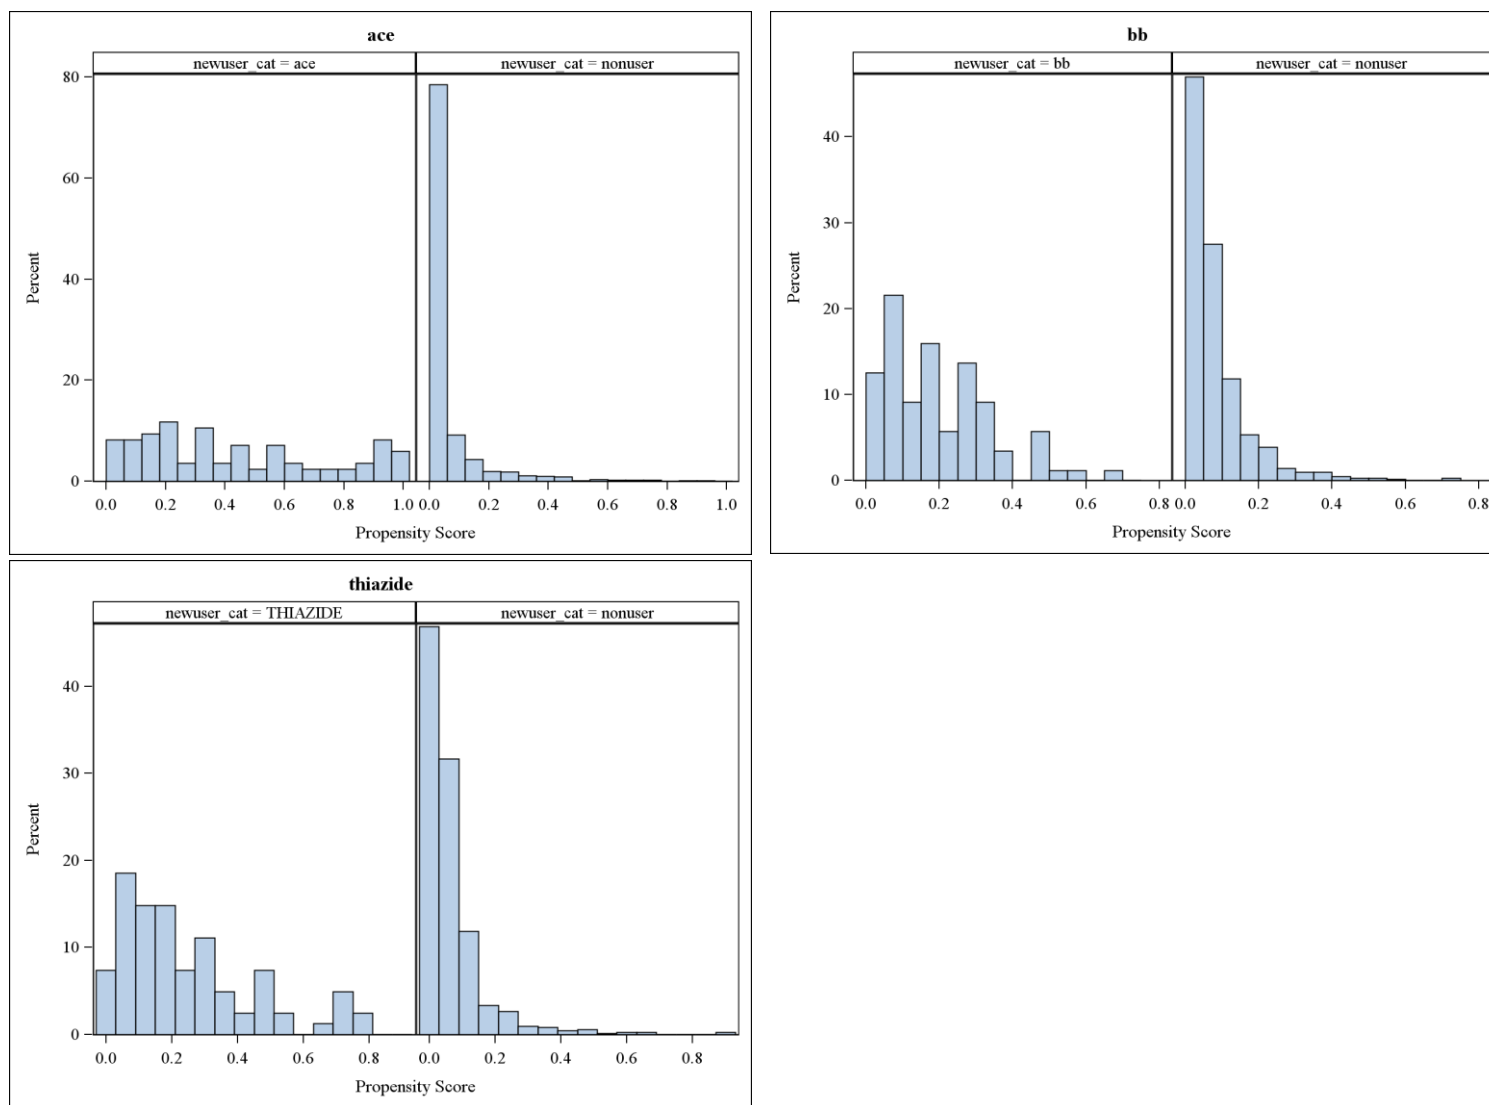 ace
newuser_cat = ace newuser_cat = nonuser
80
60
40
20
0
Percent
0.0 0.2 0.4 0.6 0.8 1.0 0.0 0.2 0.4 0.6 0.8 1.0
Propensity Score
bb
newuser_cat = bb newuser_cat = nonuser
40
30
20
10
0
Percent
0.0 0.2 0.4 0.6 0.8 0.0 0.2 0.4 0.6 0.8
Propensity Score
thiazide
newuser_cat = THIAZIDE newuser_cat = nonuser
40
30
20
10
0
Percent
0.0 0.2 0.4 0.6 0.8 0.0 0.2 0.4 0.6 0.8
Propensity Score